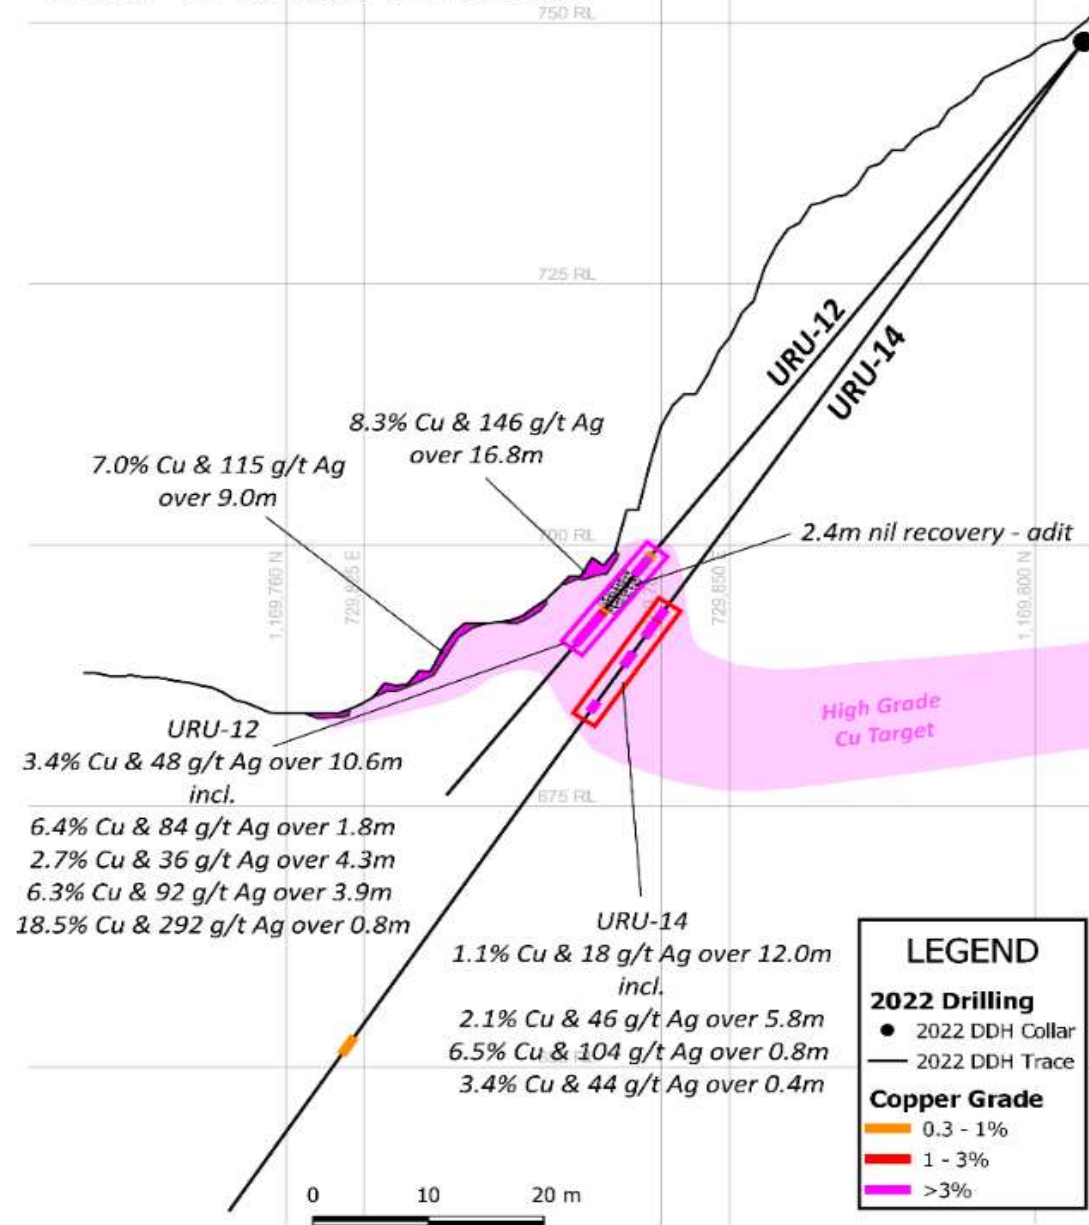 750 RL
725 RL
URU-12
URU-14
8.3% Cu & 146 g/t Ag
over 16.8m
7.0% Cu & 115 g/t Ag
over 9.0m
700 RL
2.4m nil recovery - adit
1,169,760 N
729,825 E
729,850 E
1,169,800 N
High Grade
Cu Target
URU-12
3.4% Cu & 48 g/t Ag over 10.6m
incl.
6.4% Cu & 84 g/t Ag over 1.8m
2.7% Cu & 36 g/t Ag over 4.3m
6.3% Cu & 92 g/t Ag over 3.9m
18.5% Cu & 292 g/t Ag over 0.8m
675 RL
URU-14
1.1% Cu & 18 g/t Ag over 12.0m
incl.
2.1% Cu & 46 g/t Ag over 5.8m
6.5% Cu & 104 g/t Ag over 0.8m
3.4% Cu & 44 g/t Ag over 0.4m
LEGEND
2022 Drilling
2022 DDH Collar
2022 DDH Trace
Copper Grade
0.3 - 1%
1 - 3%
>3%
0 10 20 m